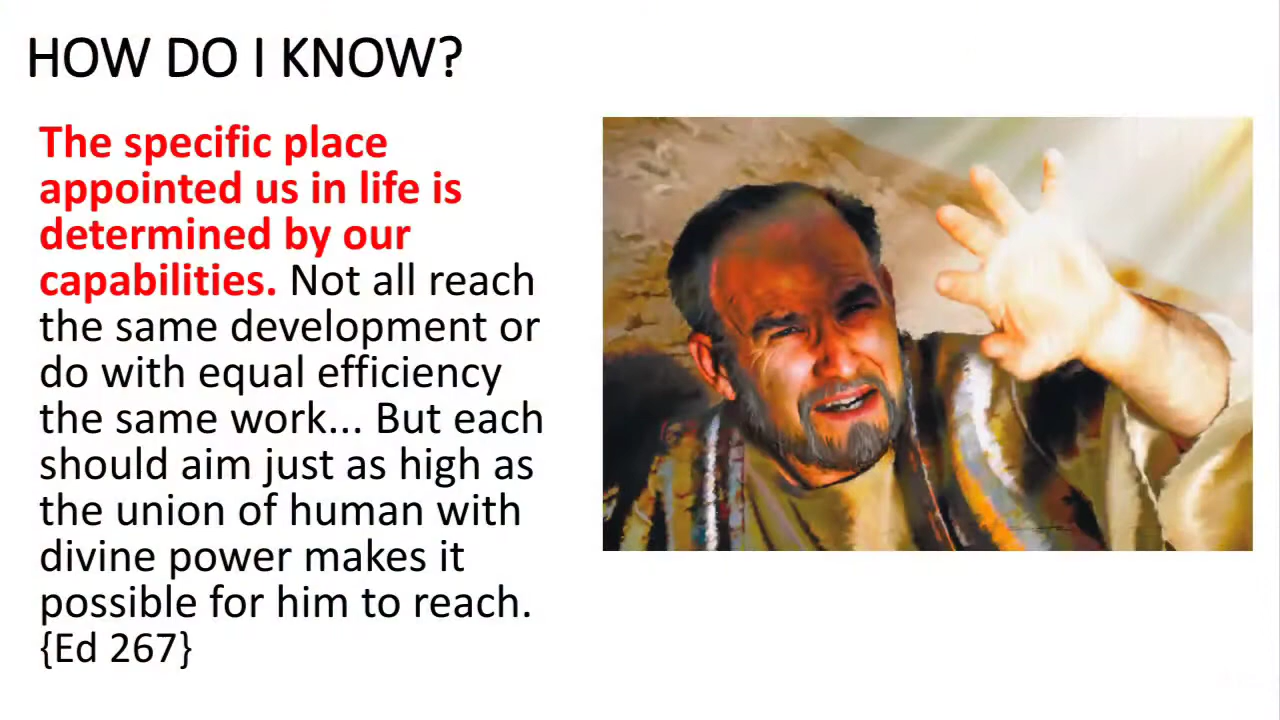 HOW DO I KNOW?
The specific place
appointed us in life is
determined by our
capabilities. Not all reach
the same development or
do with equal efficiency
the same work... But each
should aim just as high as
the union of human with
divine power makes it
possible for him to reach.
{Ed 267}